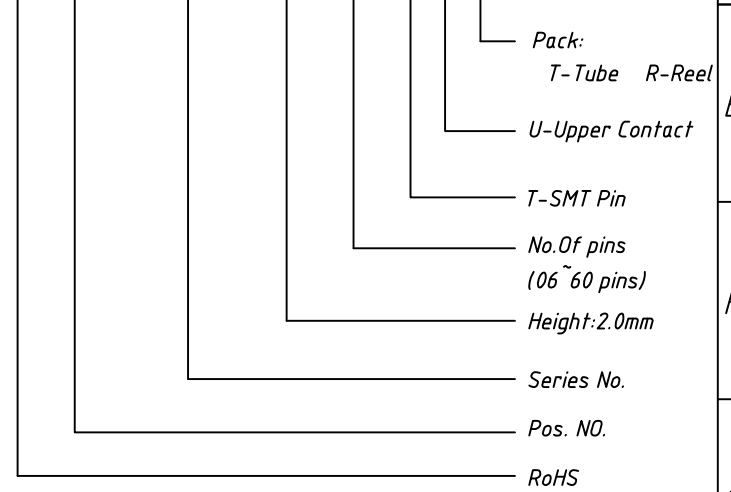 Pack:
T-Tube R-Reel
U-Upper Contact
T-SMT Pin
No.Of pins
(06~60 pins)
Height:2.0mm
Series No.
Pos. NO.
RoHS